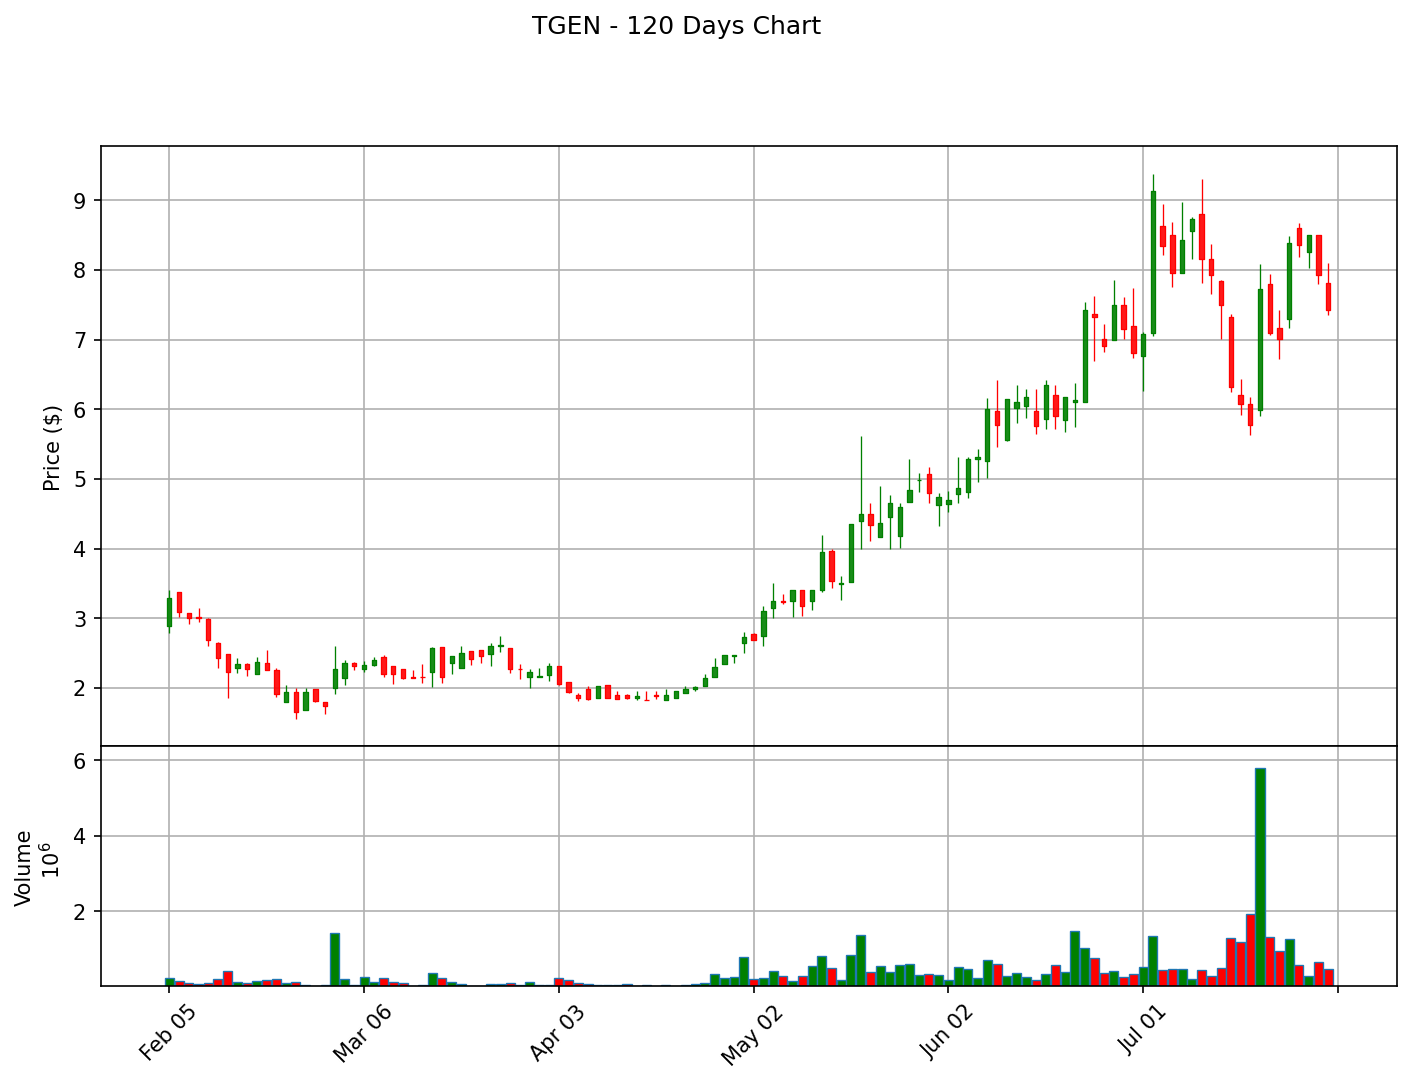 TGEN - 120 Days Chart
Price ($)
9
8
7
6
5
4
3
2
Volume
10⁶
6
4
2
Feb 05
Mar 06
Apr 03
May 02
Jun 02
Jul 01